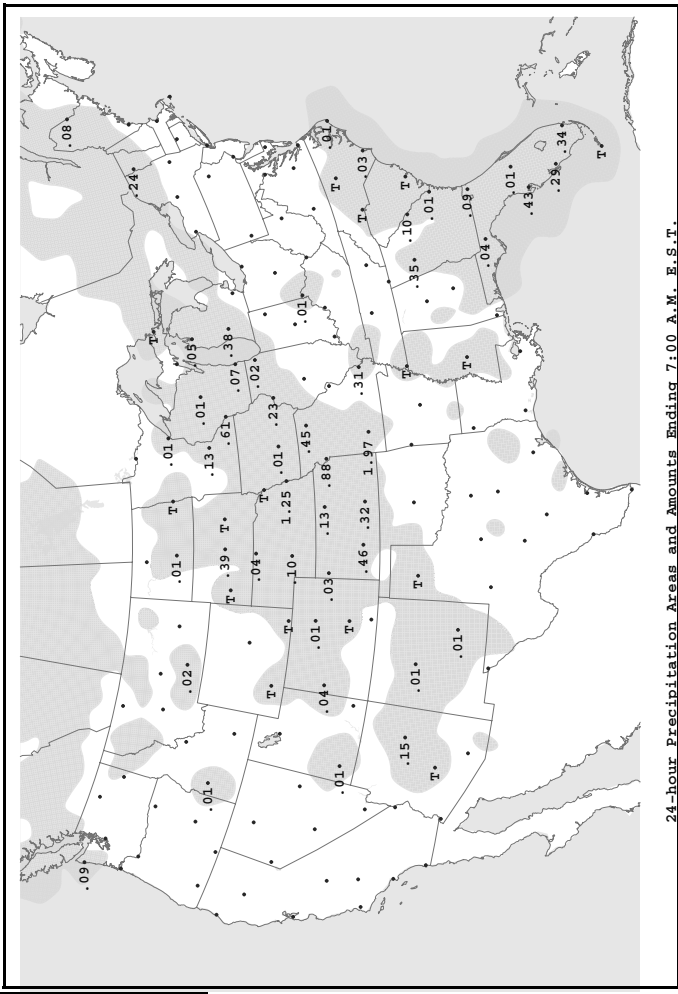 .08
.09
.24
T
.01
T
.01
.02
.05
.01
.13
.01
.61
T
.39
.38
T
.07
.02
.04
T
T
.23
.01
1.25
T
.10
.01
.45
.01
.04
.13
.88
.01
.03
T
.01
T
.31
.03
T
.46
.32
1.97
.15
T
T
.10
.35
.01
T
.01
T
.01
T
.09
.04
.01
.43
.29
.34
T
24-hour Precipitation Areas and Amounts Ending 7:00 A.M. E.S.T.